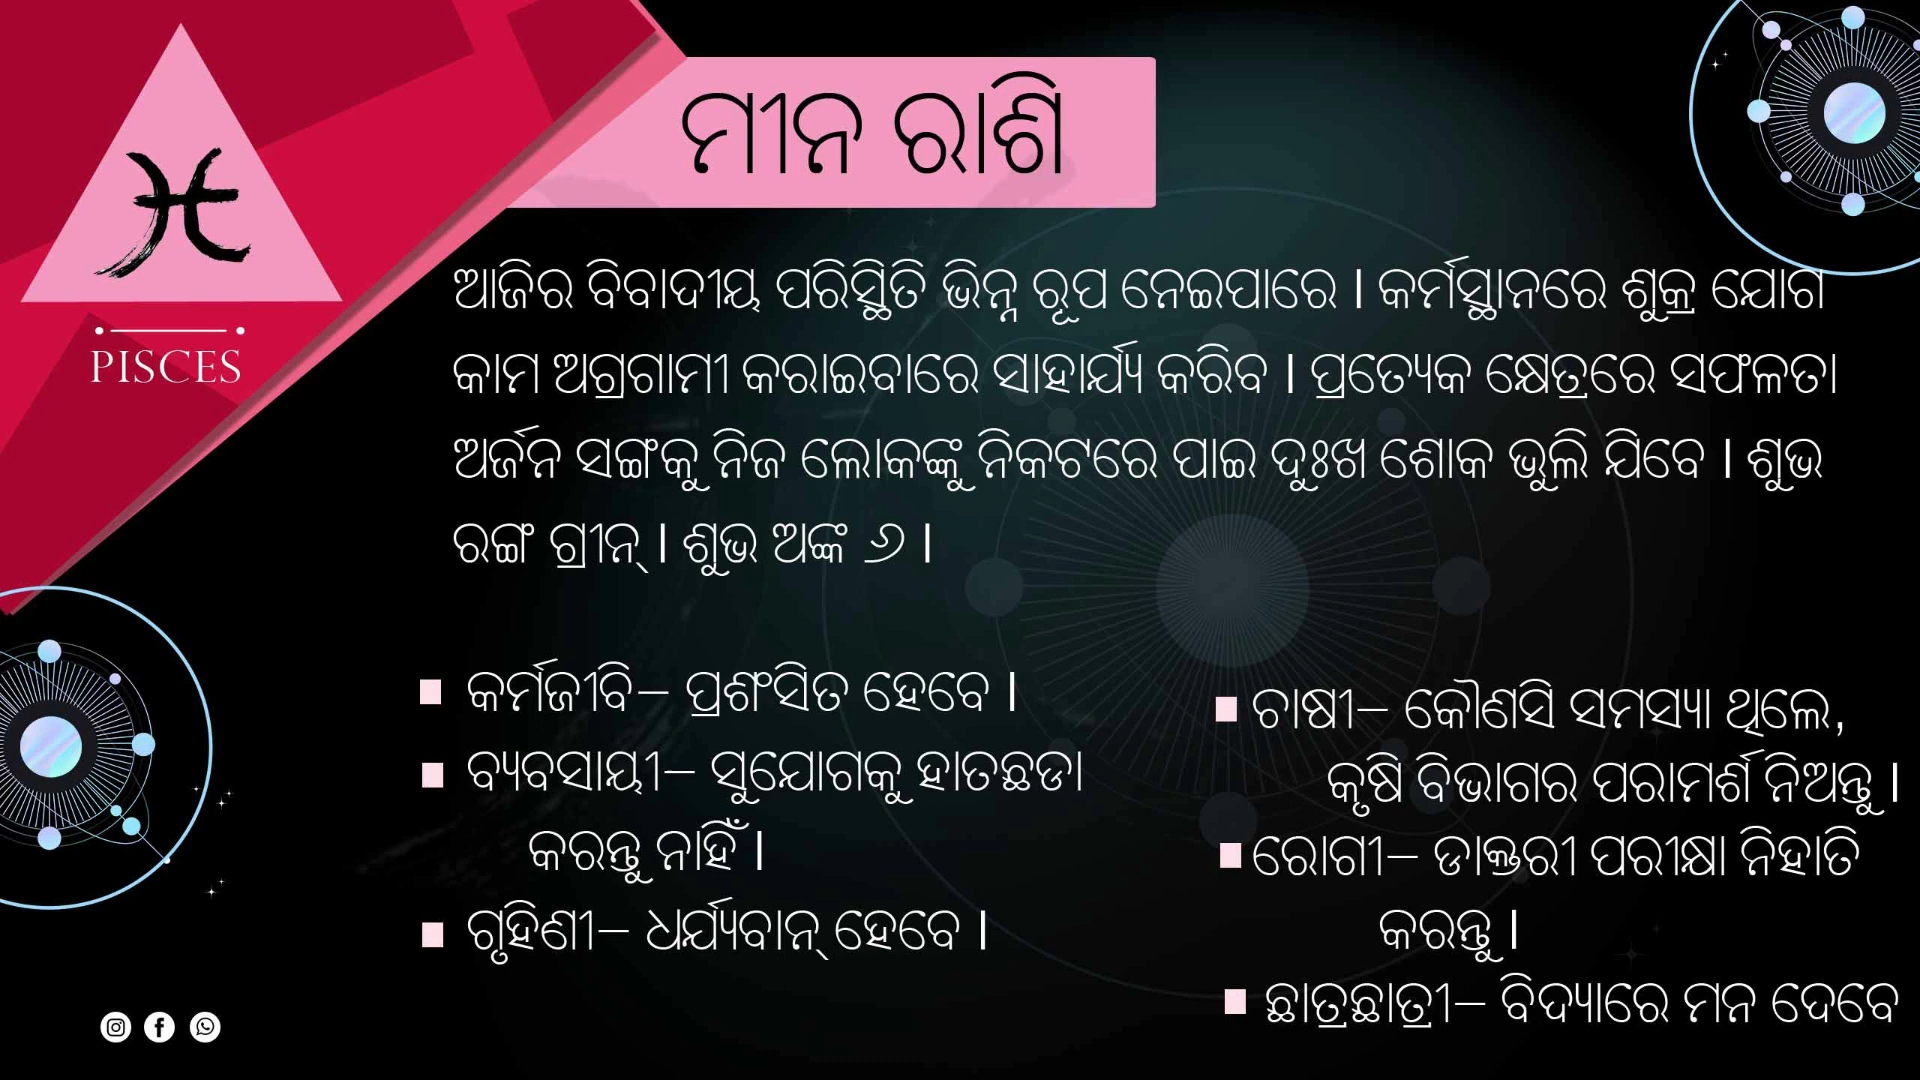 ମୀନ ରାଶି
PISCES
ଆଜିର ବିବାଦୀୟ ପରିସ୍ଥିତି ଭିନ୍ନ ରୂପ ନେଇପାରେ । କର୍ମସ୍ଥାନରେ ଶୁକ୍ର ଯୋଗ
କାମ ଅଗ୍ରଗାମୀ କରାଇବାରେ ସାହାର୍ଯ୍ୟ କରିବ । ପ୍ରତ୍ୟେକ କ୍ଷେତ୍ରରେ ସଫଳତା
ଅର୍ଜନ ସଙ୍ଗକୁ ନିଜ ଲୋକଙ୍କୁ ନିକଟରେ ପାଇ ଦୁଃଖ ଶୋକ ଭୁଲି ଯିବେ । ଶୁଭ
ରଙ୍ଗ ଗ୍ରୀନ୍ । ଶୁଭ ଅଙ୍କ ୬ ।
କର୍ମଜୀବି– ପ୍ରଶଂସିତ ହେବେ ।
ବ୍ୟବସାୟୀ– ସୁଯୋଗକୁ ହାତଛଡା
କରନ୍ତୁ ନାହିଁ ।
ଗୃହିଣୀ– ଧର୍ଯ୍ୟବାନ୍ ହେବେ ।
ଚାଷୀ– କୌଣସି ସମସ୍ୟା ଥିଲେ,
କୃଷି ବିଭାଗର ପରାମର୍ଶ ନିଅନ୍ତୁ ।
ରୋଗୀ– ଡାକ୍ତରୀ ପରୀକ୍ଷା ନିହାତି
କରନ୍ତୁ ।
ଛାତ୍ରଛାତ୍ରୀ– ବିଦ୍ୟାରେ ମନ ଦେବେ